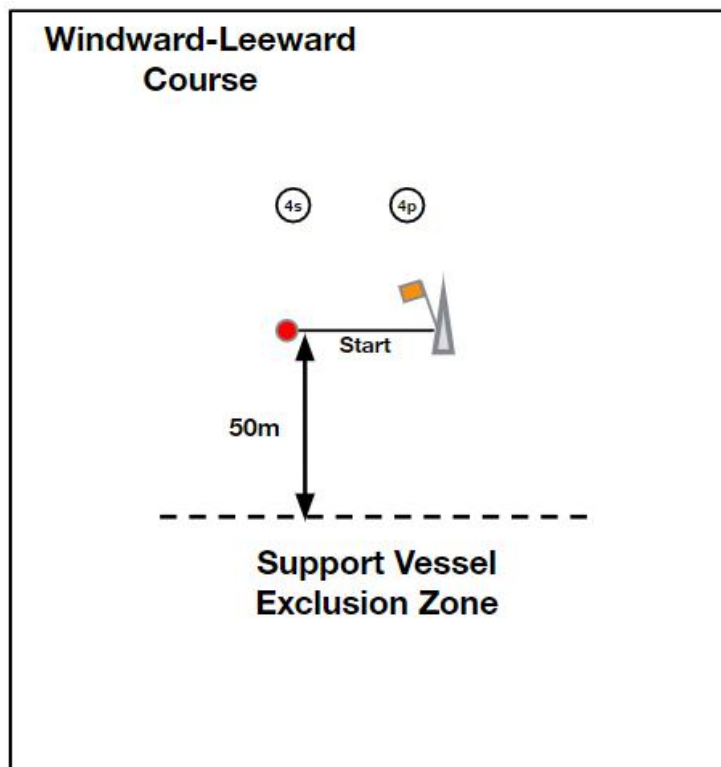 Windward-Leeward
Course
4s 4p
Start
50m
Support Vessel
Exclusion Zone